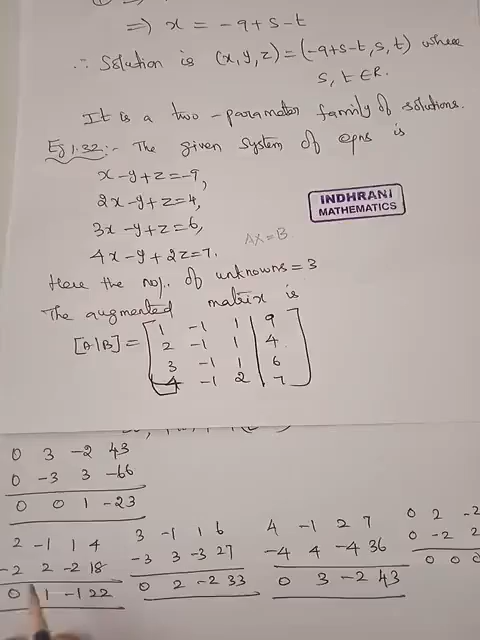 => x = -9+s-t
∴ Solution is (x,y,z) = (-9+s-t, s, t) where
s, t ∈ R.
It is a two-parameter family of solutions.
Eg 1.32:- The given system of eqns is
x-y+z=-9,
2x-y+z=4,
3x-y+z=6,
4x-y+2z=7.
AX=B
INDHRANI
MATHEMATICS
Here the no/. of unknowns = 3
The augmented matrix is
[A|B] = [1 -1 1 | 9
2 -1 1 | 4
3 -1 1 | 6
4 -1 2 | 7]
0 3 -2 43
0 -3 3 -66
0 0 1 -23
2 -1 1 4
-2 2 -2 18
0 1 -1 22
3 -1 1 6
-3 3 -3 27
0 2 -2 33
4 -1 2 7
-4 4 -4 36
0 3 -2 43
0 2 -2
0 -2 2
0 0 0